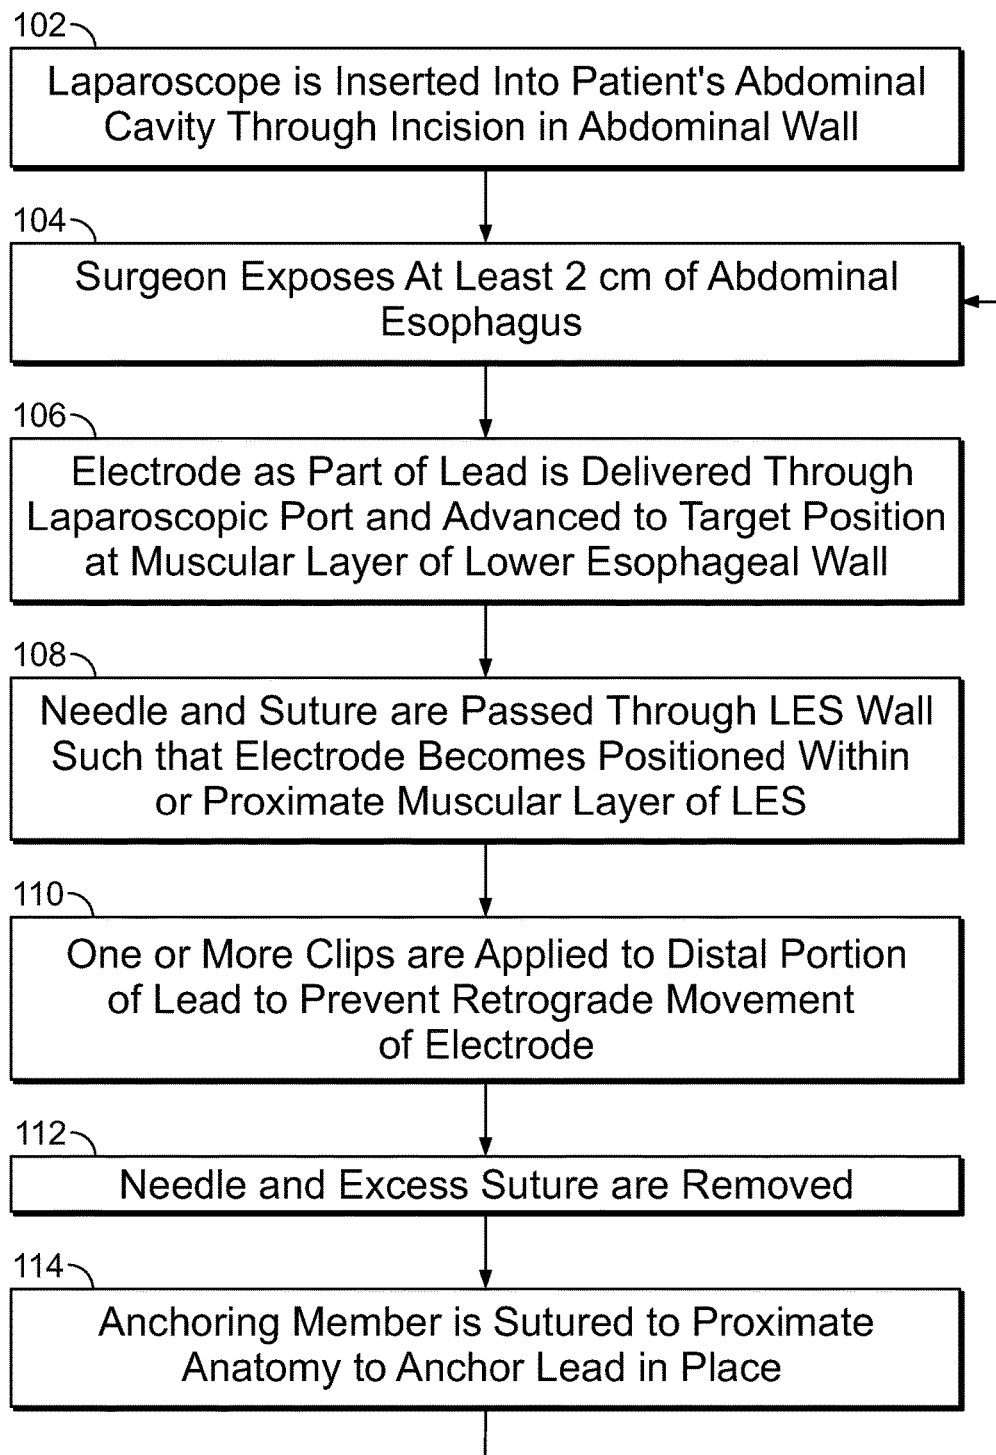 102
Laparoscope is Inserted Into Patient's Abdominal
Cavity Through Incision in Abdominal Wall
104
Surgeon Exposes At Least 2 cm of Abdominal
Esophagus
106
Electrode as Part of Lead is Delivered Through
Laparoscopic Port and Advanced to Target Position
at Muscular Layer of Lower Esophageal Wall
108
Needle and Suture are Passed Through LES Wall
Such that Electrode Becomes Positioned Within
or Proximate Muscular Layer of LES
110
One or More Clips are Applied to Distal Portion
of Lead to Prevent Retrograde Movement
of Electrode
112
Needle and Excess Suture are Removed
114
Anchoring Member is Sutured to Proximate
Anatomy to Anchor Lead in Place